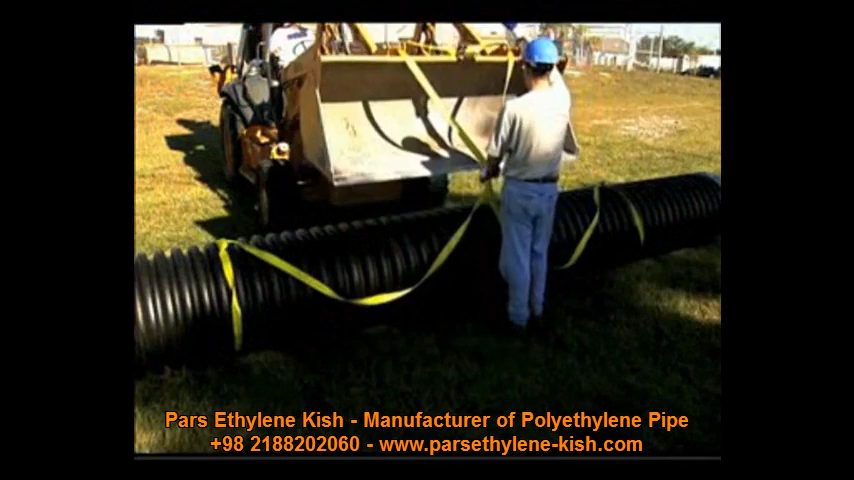 Pars Ethylene Kish - Manufacturer of Polyethylene Pipe
+98 2188202060 - www.parsethylene-kish.com